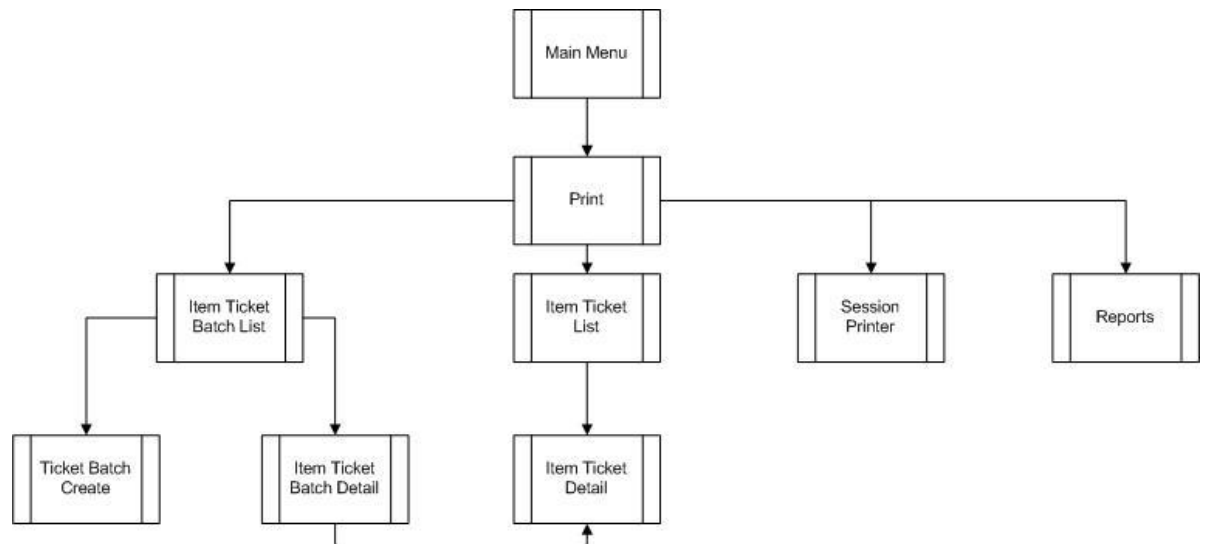 Main Menu
Print
Item Ticket
Batch List
Item Ticket
List
Session
Printer
Reports
Ticket Batch
Create
Item Ticket
Batch Detail
Item Ticket
Detail